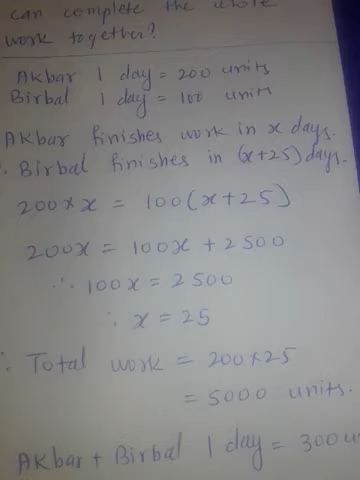 can complete the whole
work together?
Akbar 1 day = 200 units
Birbal 1 day = 100 units
Akbar finishes work in x days.
∴ Birbal finishes in (x+25) days.
200 × x = 100 (x+25)
200x = 100x + 2500
∴ 100x = 2500
∴ x = 25
∴ Total work = 200 × 25
= 5000 units.
Akbar + Birbal 1 day = 300 u